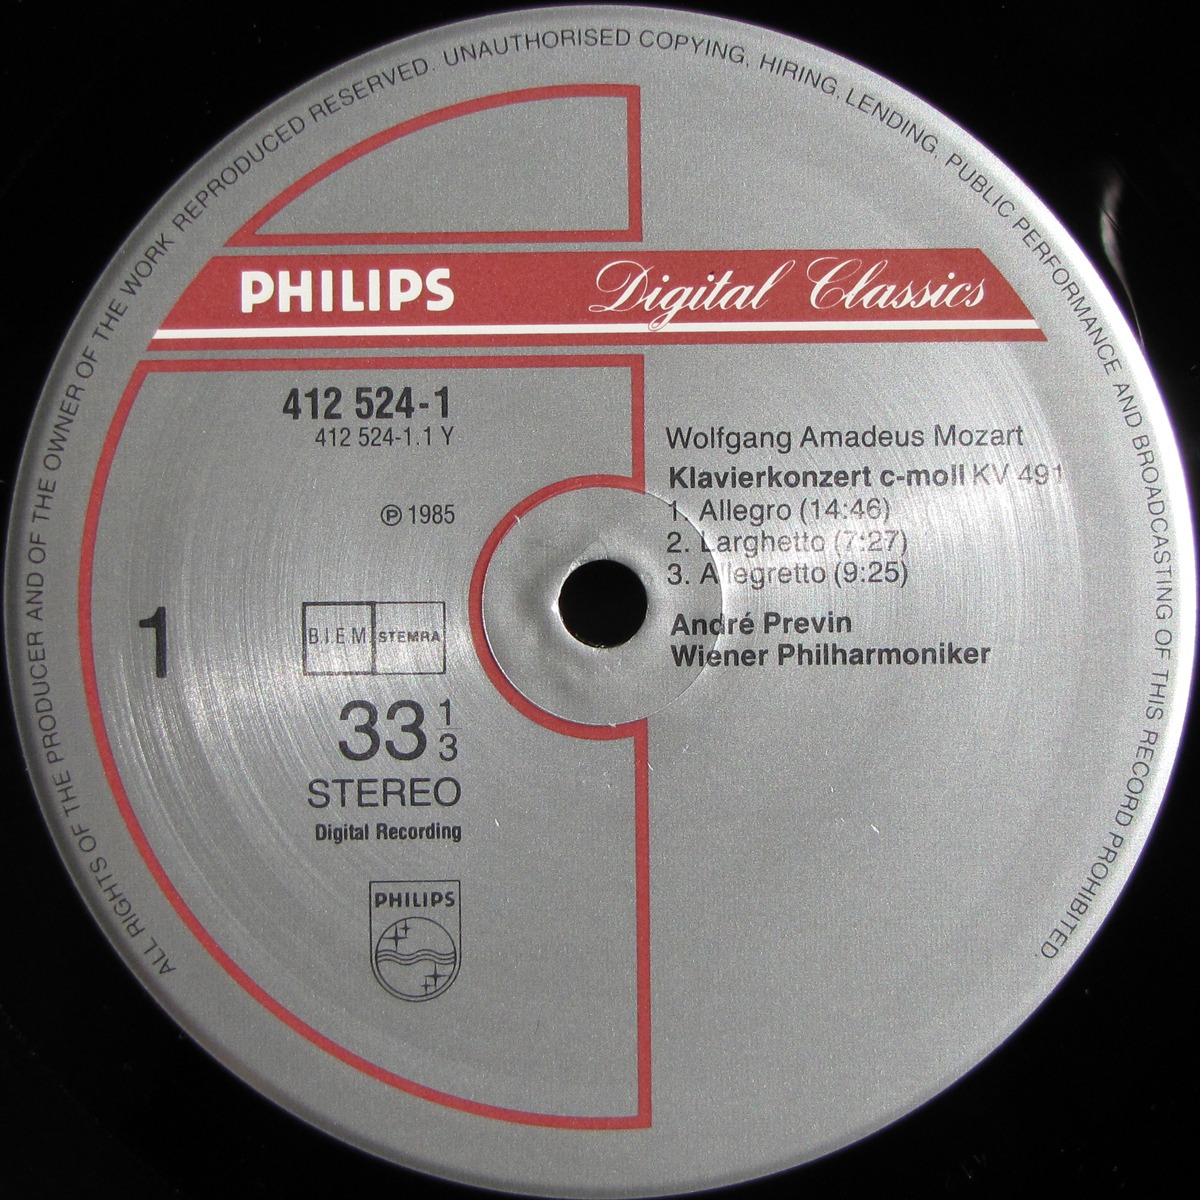 ALL RIGHTS OF THE PRODUCER AND OF THE OWNER OF THE WORK REPRODUCED RESERVED. UNAUTHORISED COPYING, HIRING, LENDING, PUBLIC PERFORMANCE AND BROADCASTING OF THIS RECORD PROHIBITED.
PHILIPS Digital Classics
412 524-1
412 524-1.1 Y
℗ 1985
1
B.I.E.M. STEMRA
33 1/3
STEREO
Digital Recording
PHILIPS
Wolfgang Amadeus Mozart
Klavierkonzert c-moll KV 491
1. Allegro (14:46)
2. Larghetto (7:27)
3. Allegretto (9:25)
André Previn
Wiener Philharmoniker